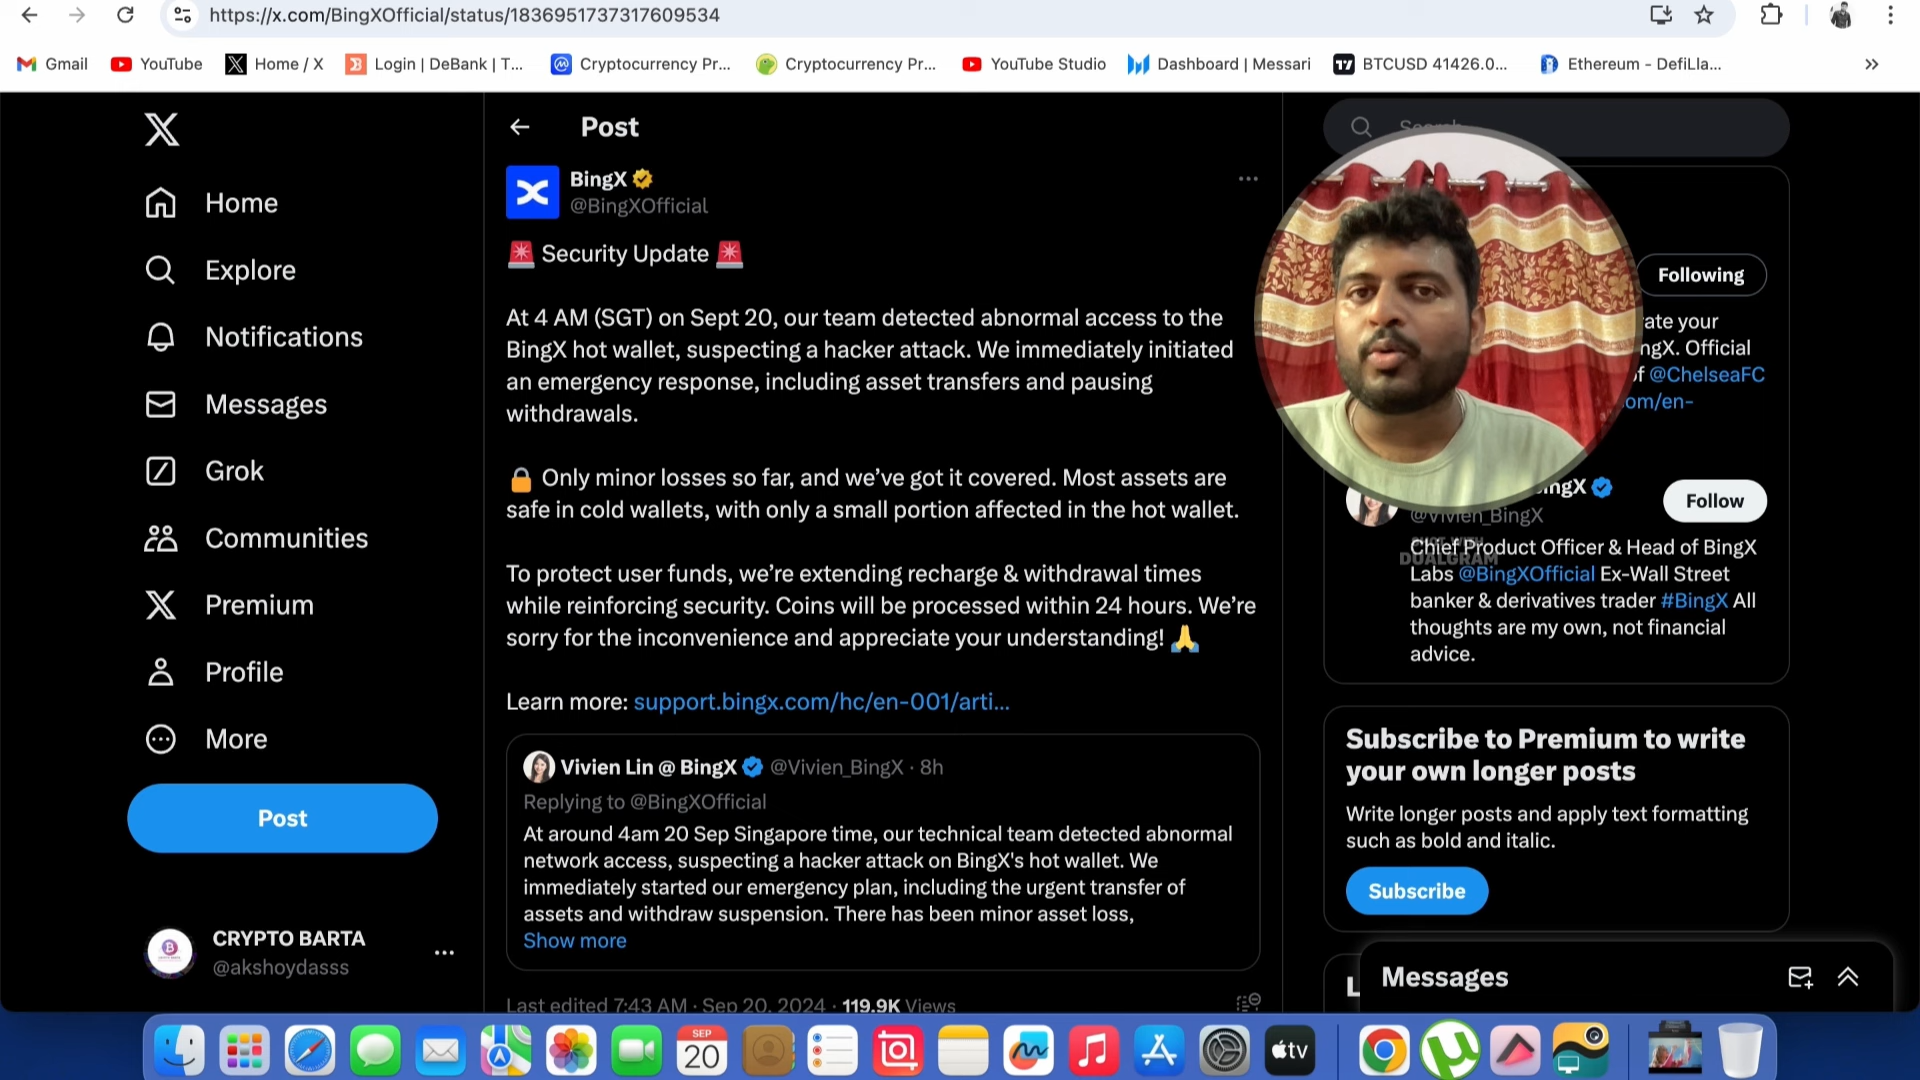 https://x.com/BingXOfficial/status/1836951737317609534
Gmail
YouTube
Home / X
Login | DeBank | T...
Cryptocurrency Pr...
Cryptocurrency Pr...
YouTube Studio
Dashboard | Messari
BTCUSD 41426.0...
Ethereum - DefiLla...
Home
Explore
Notifications
Messages
Grok
Communities
Premium
Profile
More
Post
CRYPTO BARTA
@akshoydasss
Post
BingX
@BingXOfficial
🚨 Security Update 🚨
At 4 AM (SGT) on Sept 20, our team detected abnormal access to the
BingX hot wallet, suspecting a hacker attack. We immediately initiated
an emergency response, including asset transfers and pausing
withdrawals.
🔒 Only minor losses so far, and we’ve got it covered. Most assets are
safe in cold wallets, with only a small portion affected in the hot wallet.
To protect user funds, we’re extending recharge & withdrawal times
while reinforcing security. Coins will be processed within 24 hours. We’re
sorry for the inconvenience and appreciate your understanding! 🙏
Learn more: support.bingx.com/hc/en-001/arti...
Vivien Lin @ BingX @Vivien_BingX · 8h
Replying to @BingXOfficial
At around 4am 20 Sep Singapore time, our technical team detected abnormal
network access, suspecting a hacker attack on BingX's hot wallet. We
immediately started our emergency plan, including the urgent transfer of
assets and withdraw suspension. There has been minor asset loss,
Show more
Last edited 7:43 AM · Sep 20, 2024 · 119.9K Views
Following
@ChelseaFC
@Vivien_BingX
Follow
Chief Product Officer & Head of BingX
Labs @BingXOfficial Ex-Wall Street
banker & derivatives trader #BingX All
thoughts are my own, not financial
advice.
DUALGRAM
Subscribe to Premium to write
your own longer posts
Write longer posts and apply text formatting
such as bold and italic.
Subscribe
Messages
SEP
20
tv